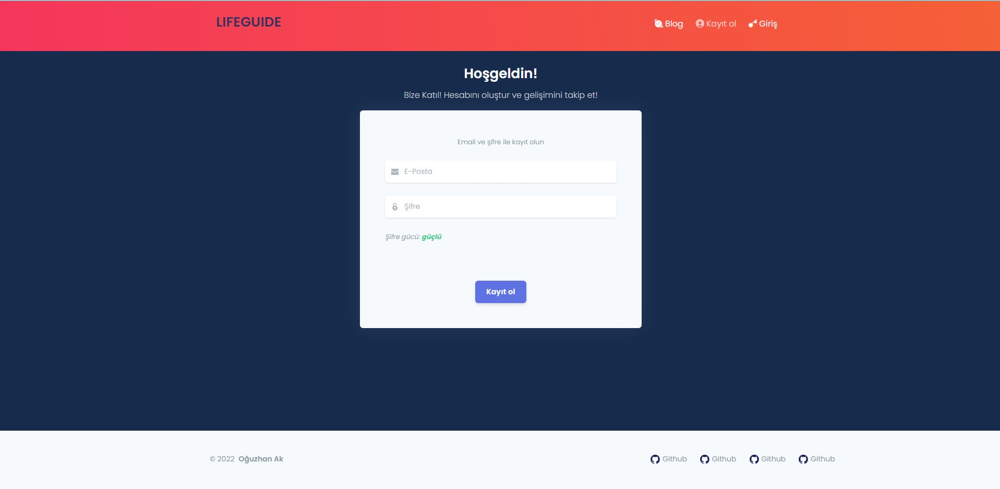 LIFEGUIDE
Blog Kayıt ol Giriş
Hoşgeldin!
Bize Katıl! Hesabını oluştur ve gelişimini takip et!
Email ve şifre ile kayıt olun
E-Posta
Şifre
Şifre gücü: güçlü
Kayıt ol
© 2022 Oğuzhan Ak
Github Github Github Github